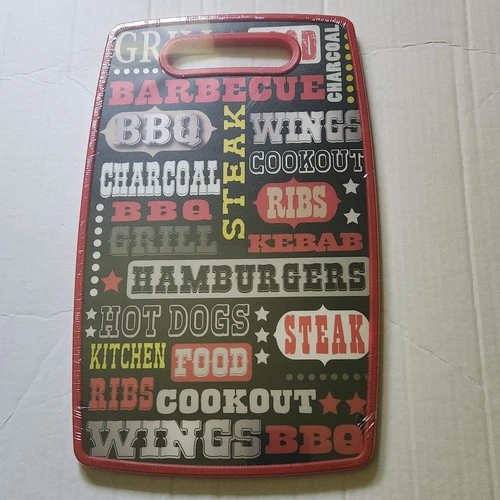 GRILL FOOD
CHARCOAL
BARBECUE
BBQ
STEAK
WINGS
COOKOUT
CHARCOAL
RIBS
BBQ
GRILL
KEBAB
HAMBURGERS
HOT DOGS
STEAK
KITCHEN
FOOD
RIBS
COOKOUT
WINGS BBQ